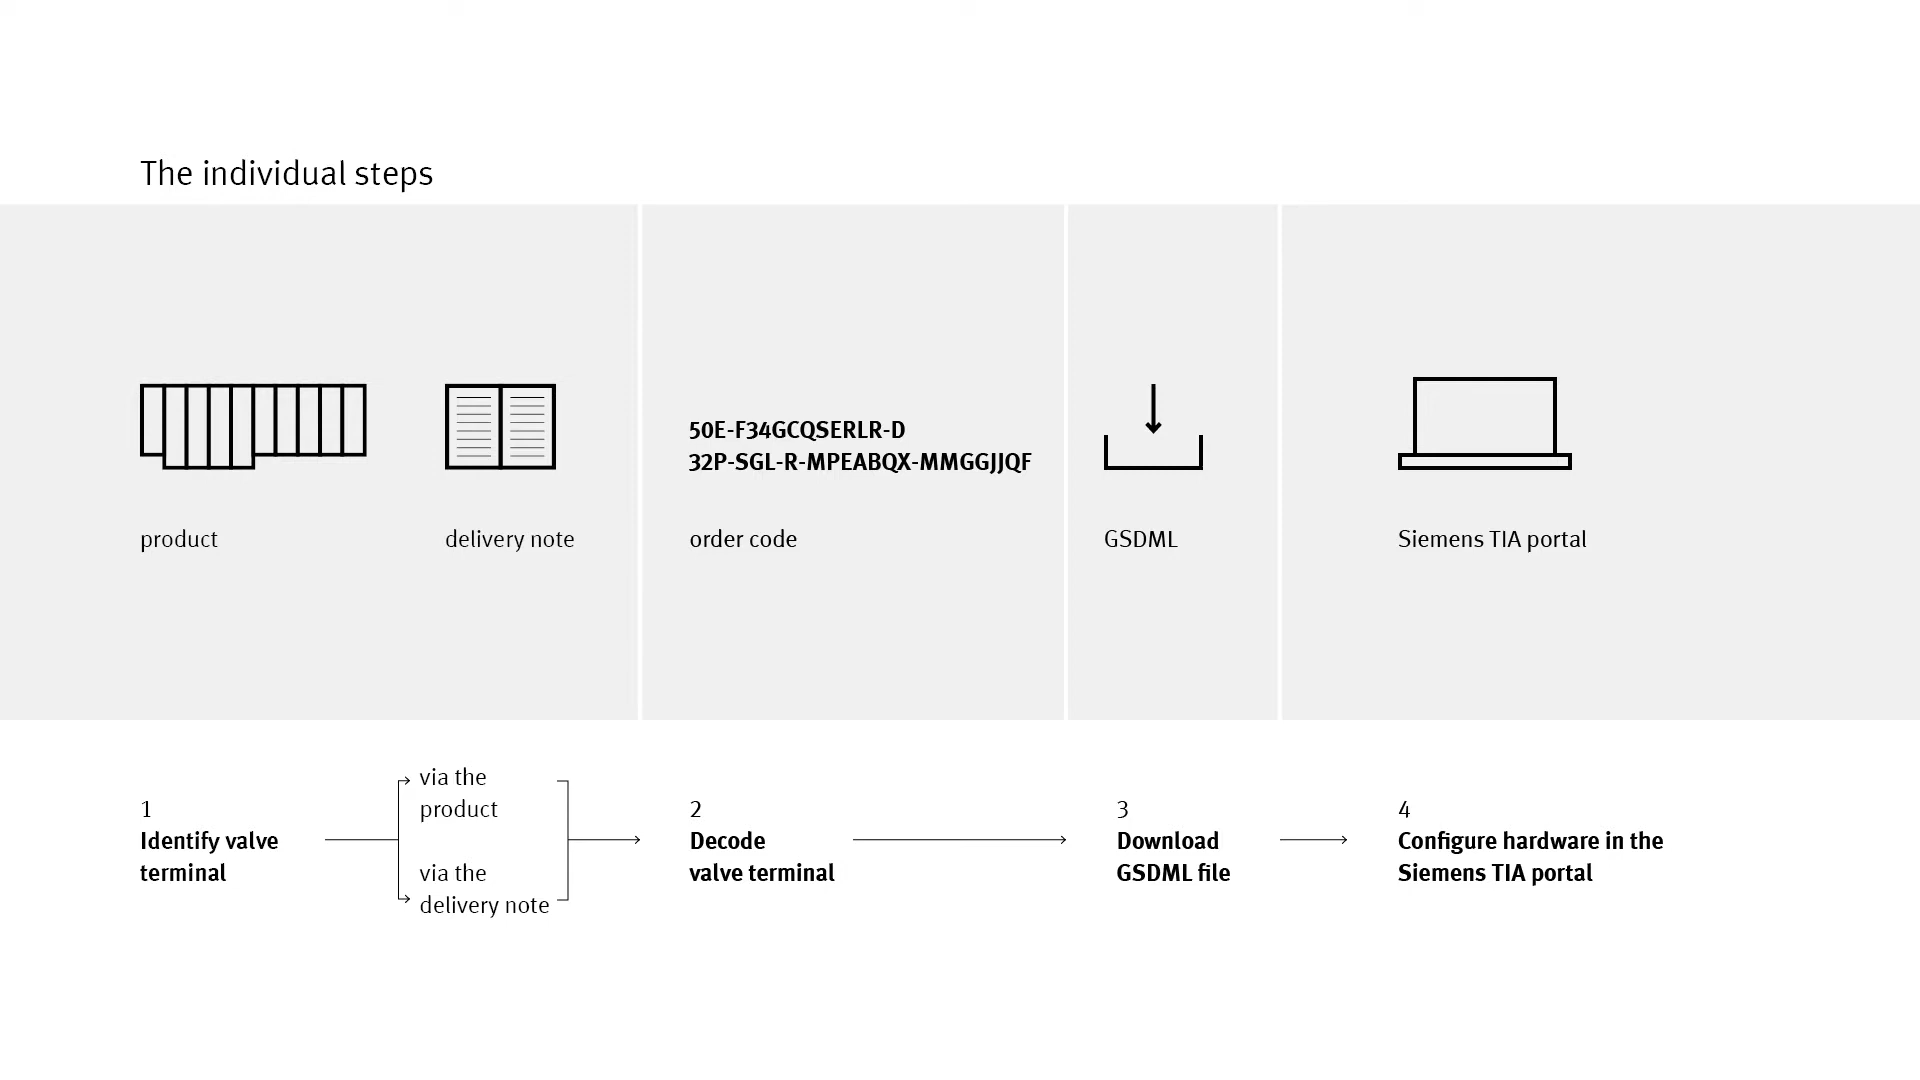 The individual steps
product
delivery note
50E-F34GCQSERLR-D
32P-SGL-R-MPEABQX-MMGGJJQF
order code
GSDML
Siemens TIA portal
1
Identify valve
terminal
via the
product
via the
delivery note
2
Decode
valve terminal
3
Download
GSDML file
4
Configure hardware in the
Siemens TIA portal